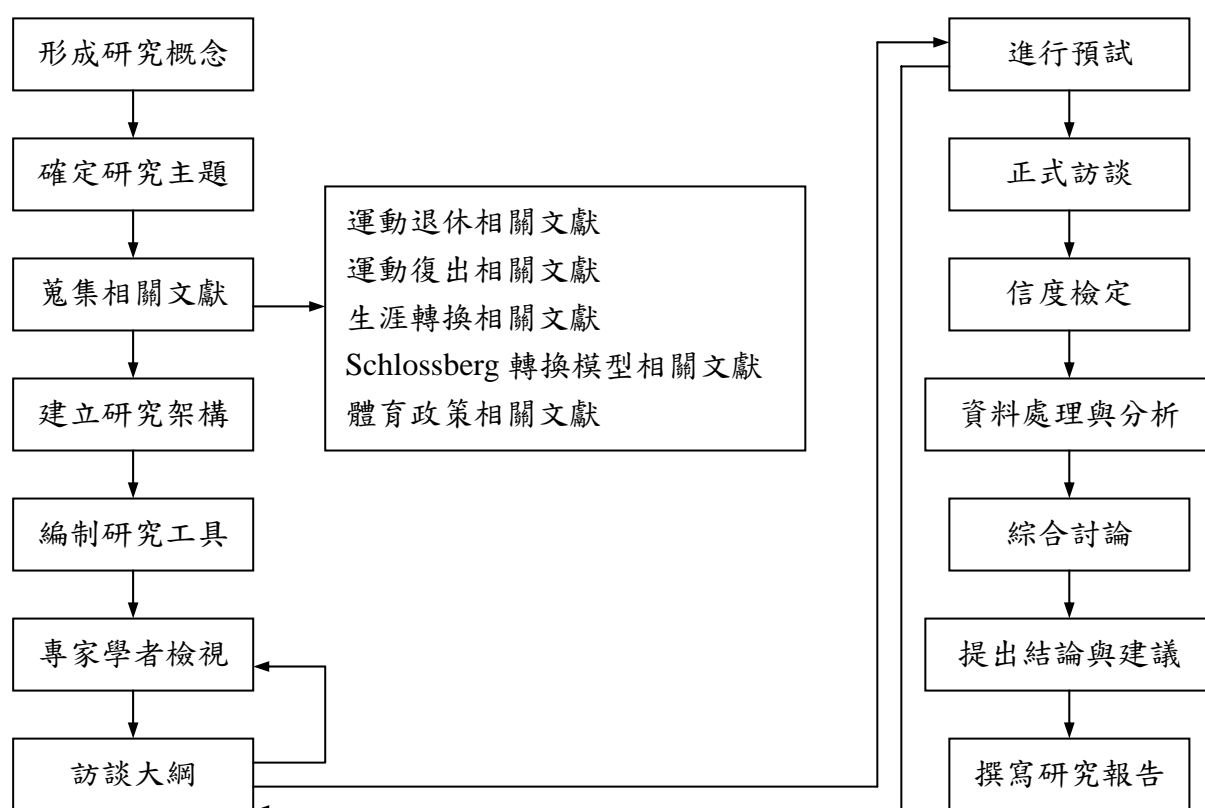 形成研究概念
確定研究主題
蒐集相關文獻
運動退休相關文獻
運動復出相關文獻
生涯轉換相關文獻
Schlossberg 轉換模型相關文獻
體育政策相關文獻
建立研究架構
編制研究工具
專家學者檢視
訪談大綱
進行預試
正式訪談
信度檢定
資料處理與分析
綜合討論
提出結論與建議
撰寫研究報告